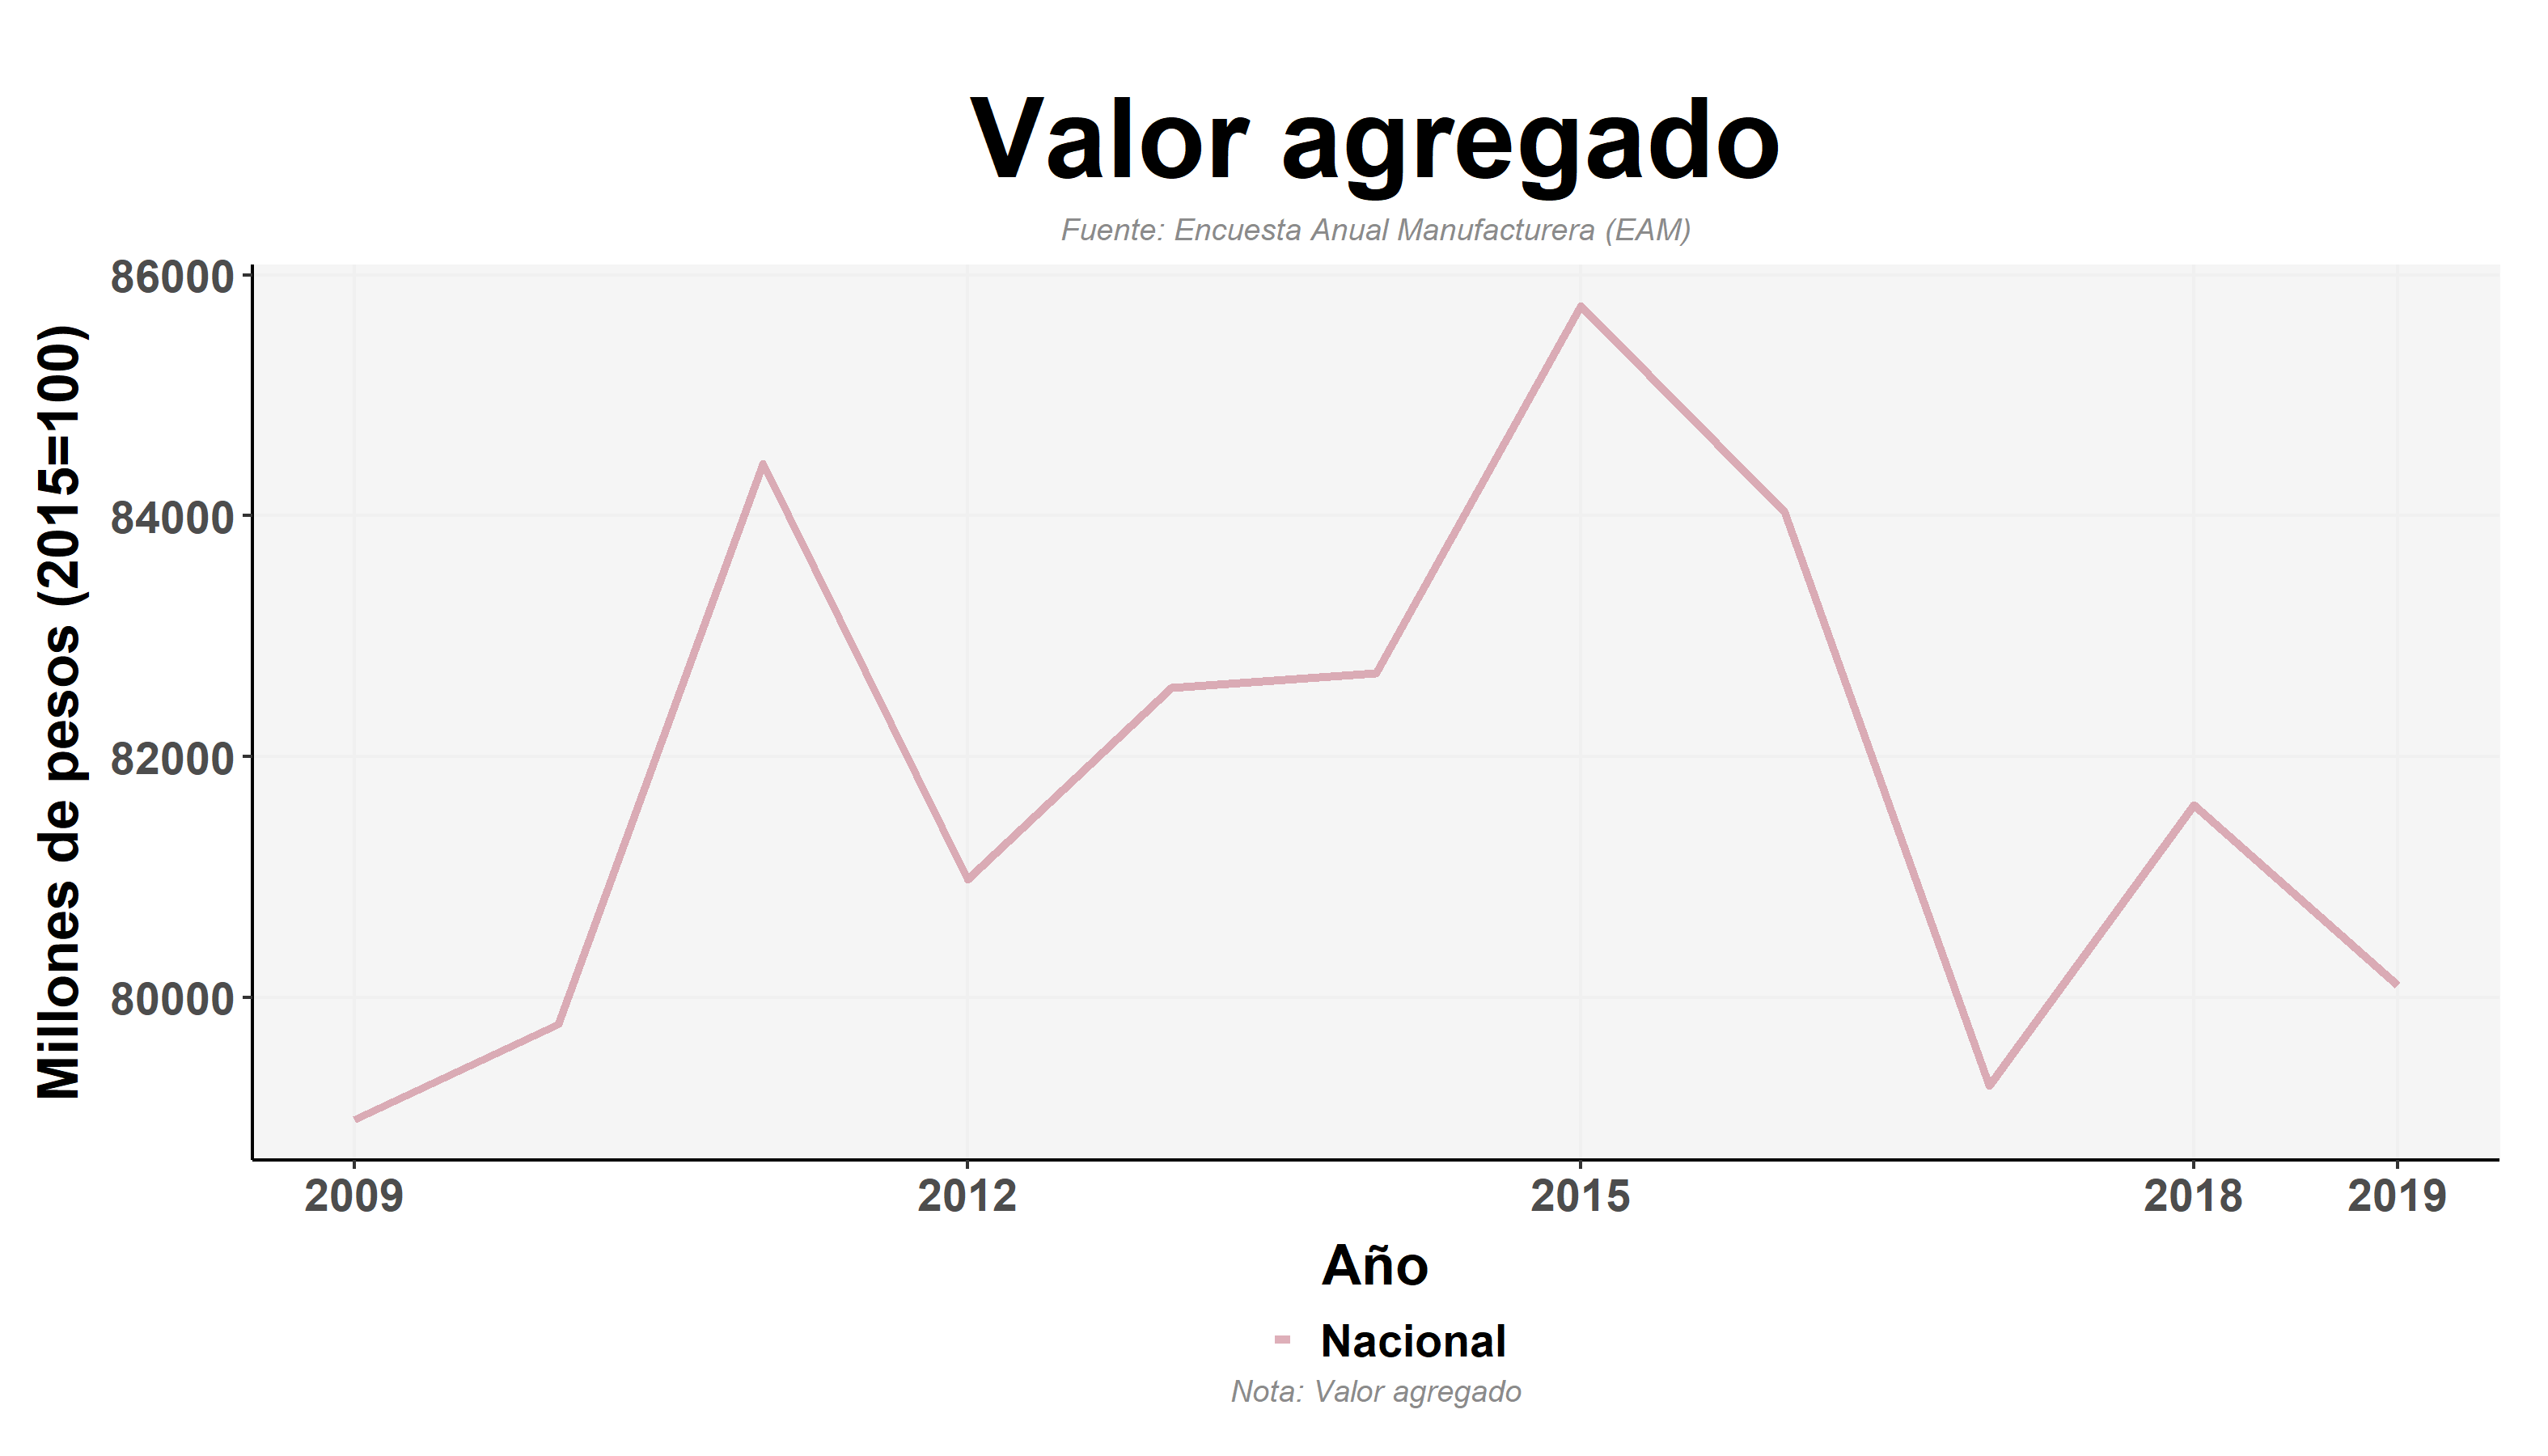 Valor agregado
Fuente: Encuesta Anual Manufacturera (EAM)
Millones de pesos (2015=100)
86000
84000
82000
80000
2009 2012 2015 2018 2019
Año
Nacional
Nota: Valor agregado